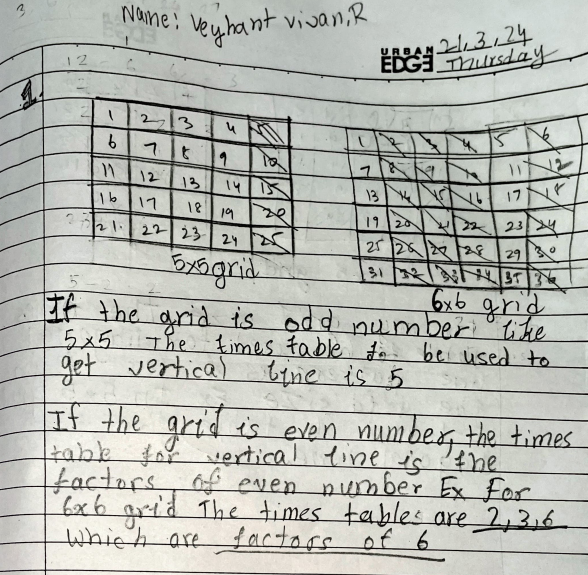 3
Name: Veyhant vivan.R
URBAN EDGE 21,3,24
Thursday
1.
1 2 3 4 5
6 7 8 9 10
11 12 13 14 15
16 17 18 19 20
21 22 23 24 25
5x5 grid
1 2 3 4 5 6
7 8 9 10 11 12
13 14 15 16 17 18
19 20 21 22 23 24
25 26 27 28 29 30
31 32 33 34 35 36
6x6 grid
If the grid is odd number like
5x5 The times table to be used to
get vertical line is 5
If the grid is even number, the times
table for vertical line is the
factors of even number Ex For
6x6 grid The times tables are 2,3,6
which are factors of 6